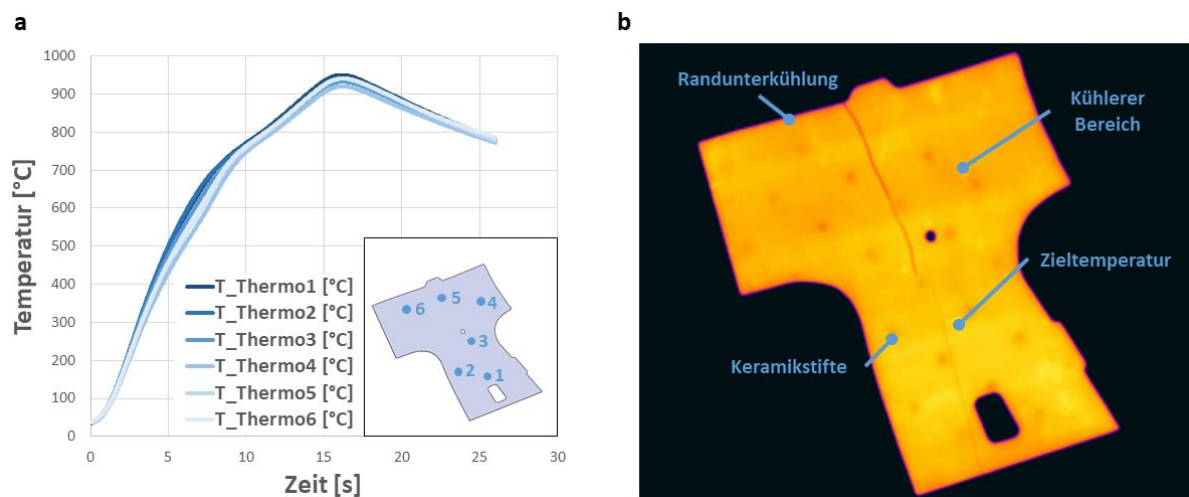 a
Temperatur [°C]
1000
900
800
700
600
500
400
300
200
100
0
0
5
10
15
20
25
30
Zeit [s]
T_Thermo1 [°C]
T_Thermo2 [°C]
T_Thermo3 [°C]
T_Thermo4 [°C]
T_Thermo5 [°C]
T_Thermo6 [°C]
6
5
4
3
2
1
b
Randunterkühlung
Kühlerer
Bereich
Zieltemperatur
Keramikstifte